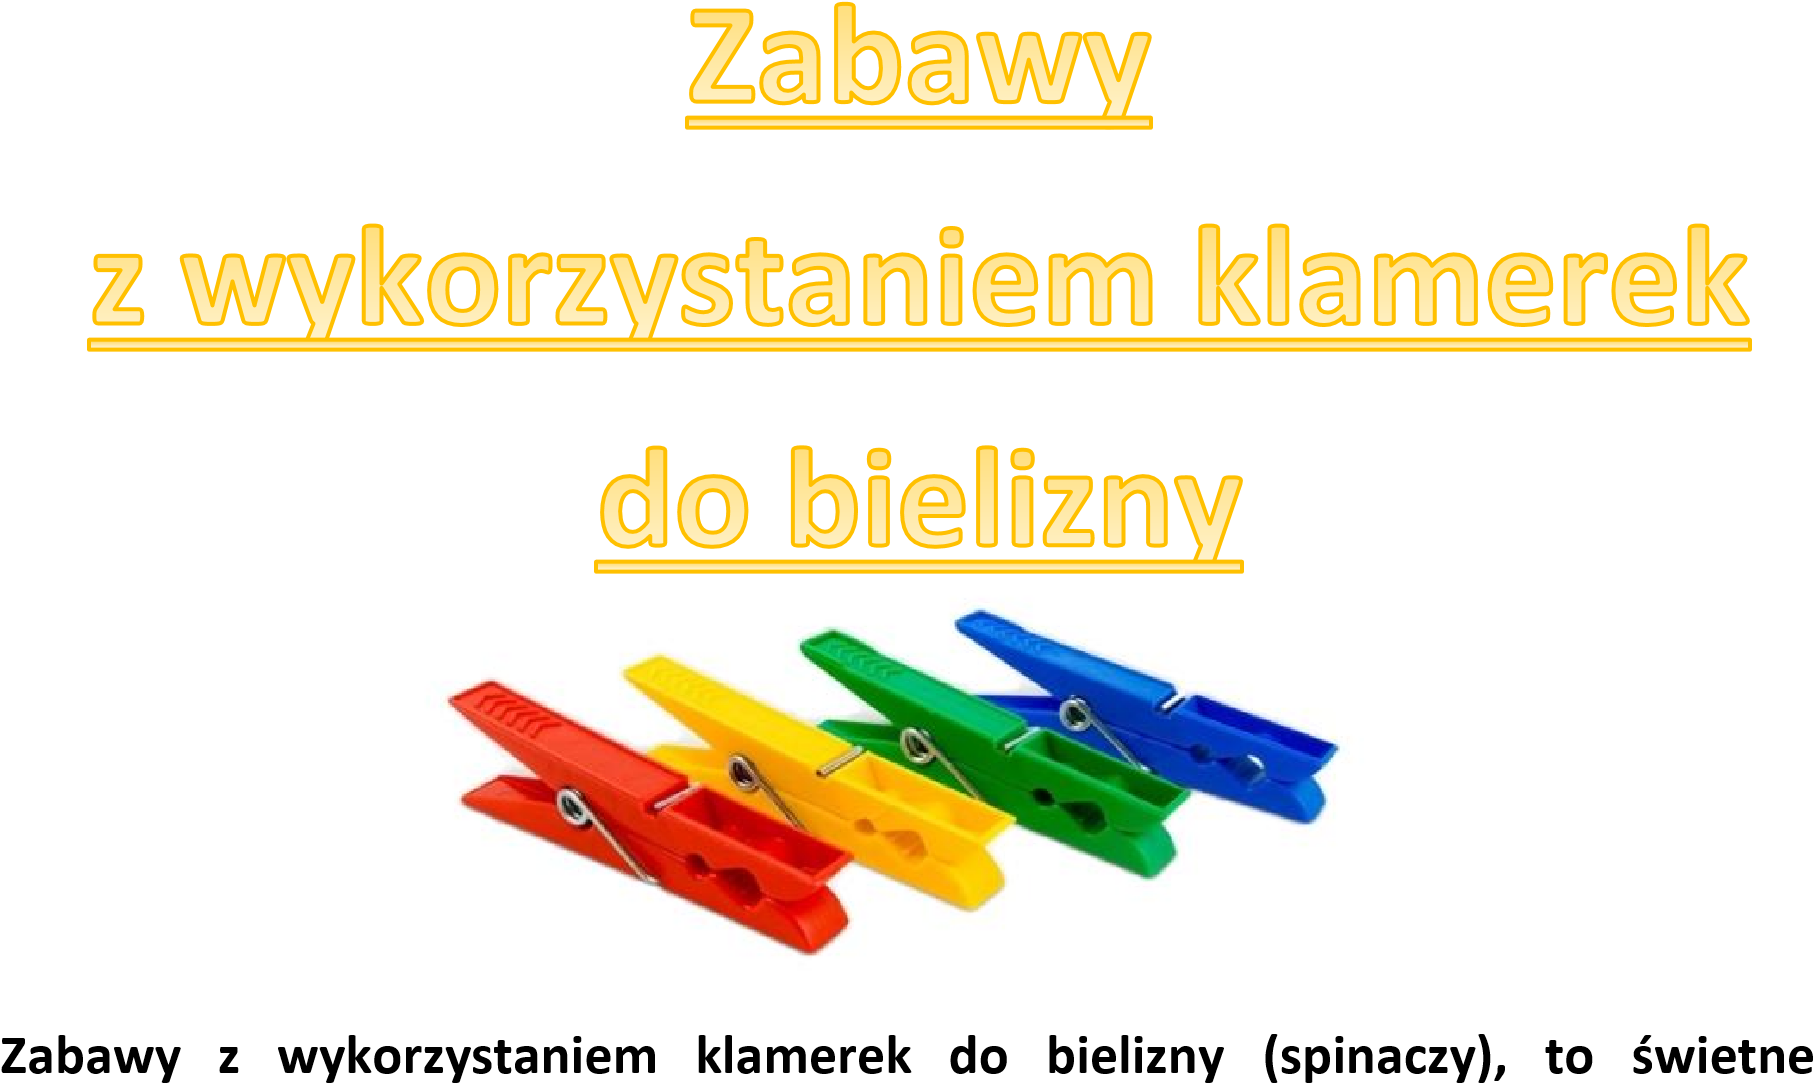 Zabawy
z wykorzystaniem klamerek
do bielizny
Zabawy z wykorzystaniem klamerek do bielizny (spinaczy), to świetne